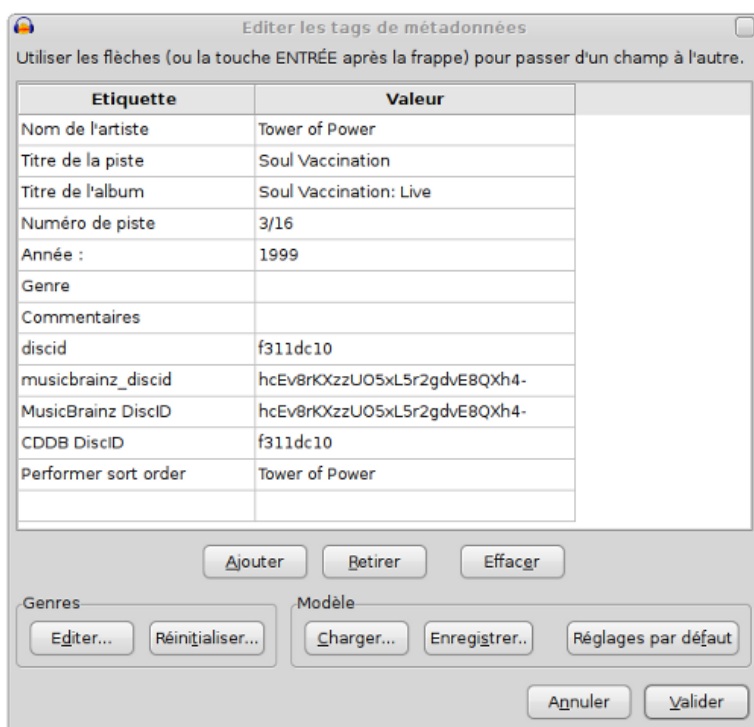 Editer les tags de métadonnées
Utiliser les flèches (ou la touche ENTRÉE après la frappe) pour passer d'un champ à l'autre.
Etiquette Valeur
Nom de l'artiste Tower of Power
Titre de la piste Soul Vaccination
Titre de l'album Soul Vaccination: Live
Numéro de piste 3/16
Année : 1999
Genre
Commentaires
discid f311dc10
musicbrainz_discid hcEv8rKXzzUO5xL5r2gdvE8QXh4-
MusicBrainz DiscID hcEv8rKXzzUO5xL5r2gdvE8QXh4-
CDDB DiscID f311dc10
Performer sort order Tower of Power
Ajouter Retirer Effacer
Genres Modèle
Editer... Réinitialiser... Charger... Enregistrer.. Réglages par défaut
Annuler Valider